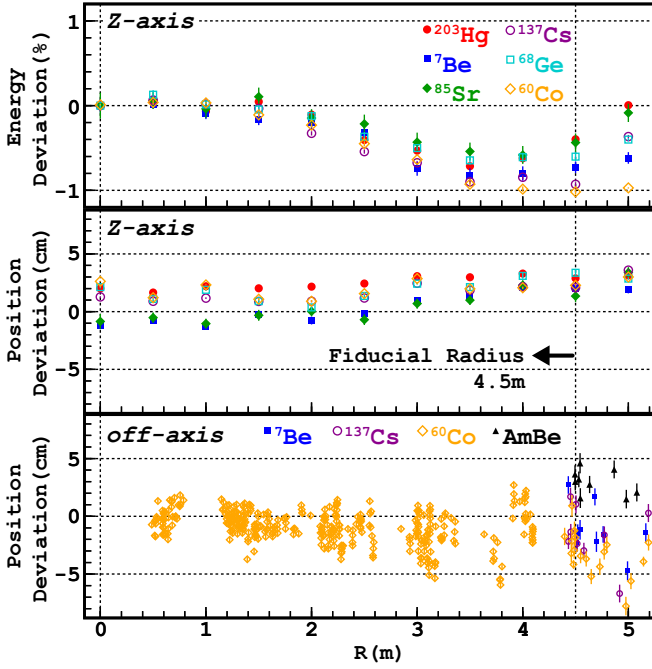 Z-axis
²⁰³Hg ¹³⁷Cs
⁷Be ⁶⁸Ge
⁸⁵Sr ⁶⁰Co
Energy
Deviation(%)
1
0
−1
Z-axis
Position
Deviation(cm)
5
0
−5
Fiducial Radius
4.5m
off-axis ⁷Be ¹³⁷Cs ⁶⁰Co AmBe
Position
Deviation(cm)
5
0
−5
0 1 2 3 4 5
R(m)